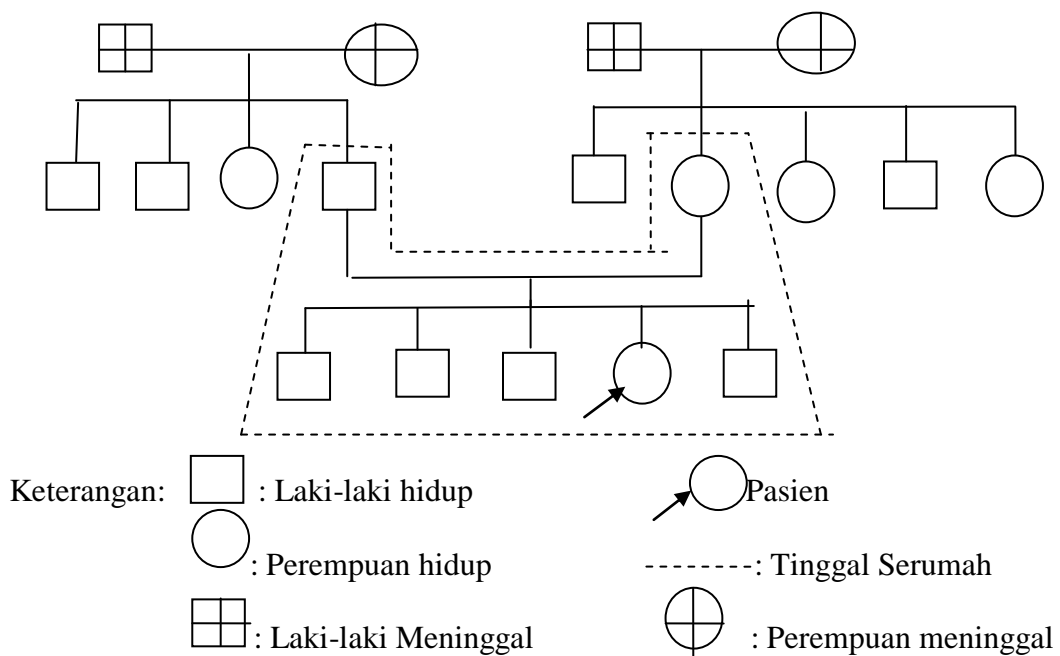 Keterangan: : Laki-laki hidup Pasien
: Perempuan hidup : Tinggal Serumah
: Laki-laki Meninggal : Perempuan meninggal